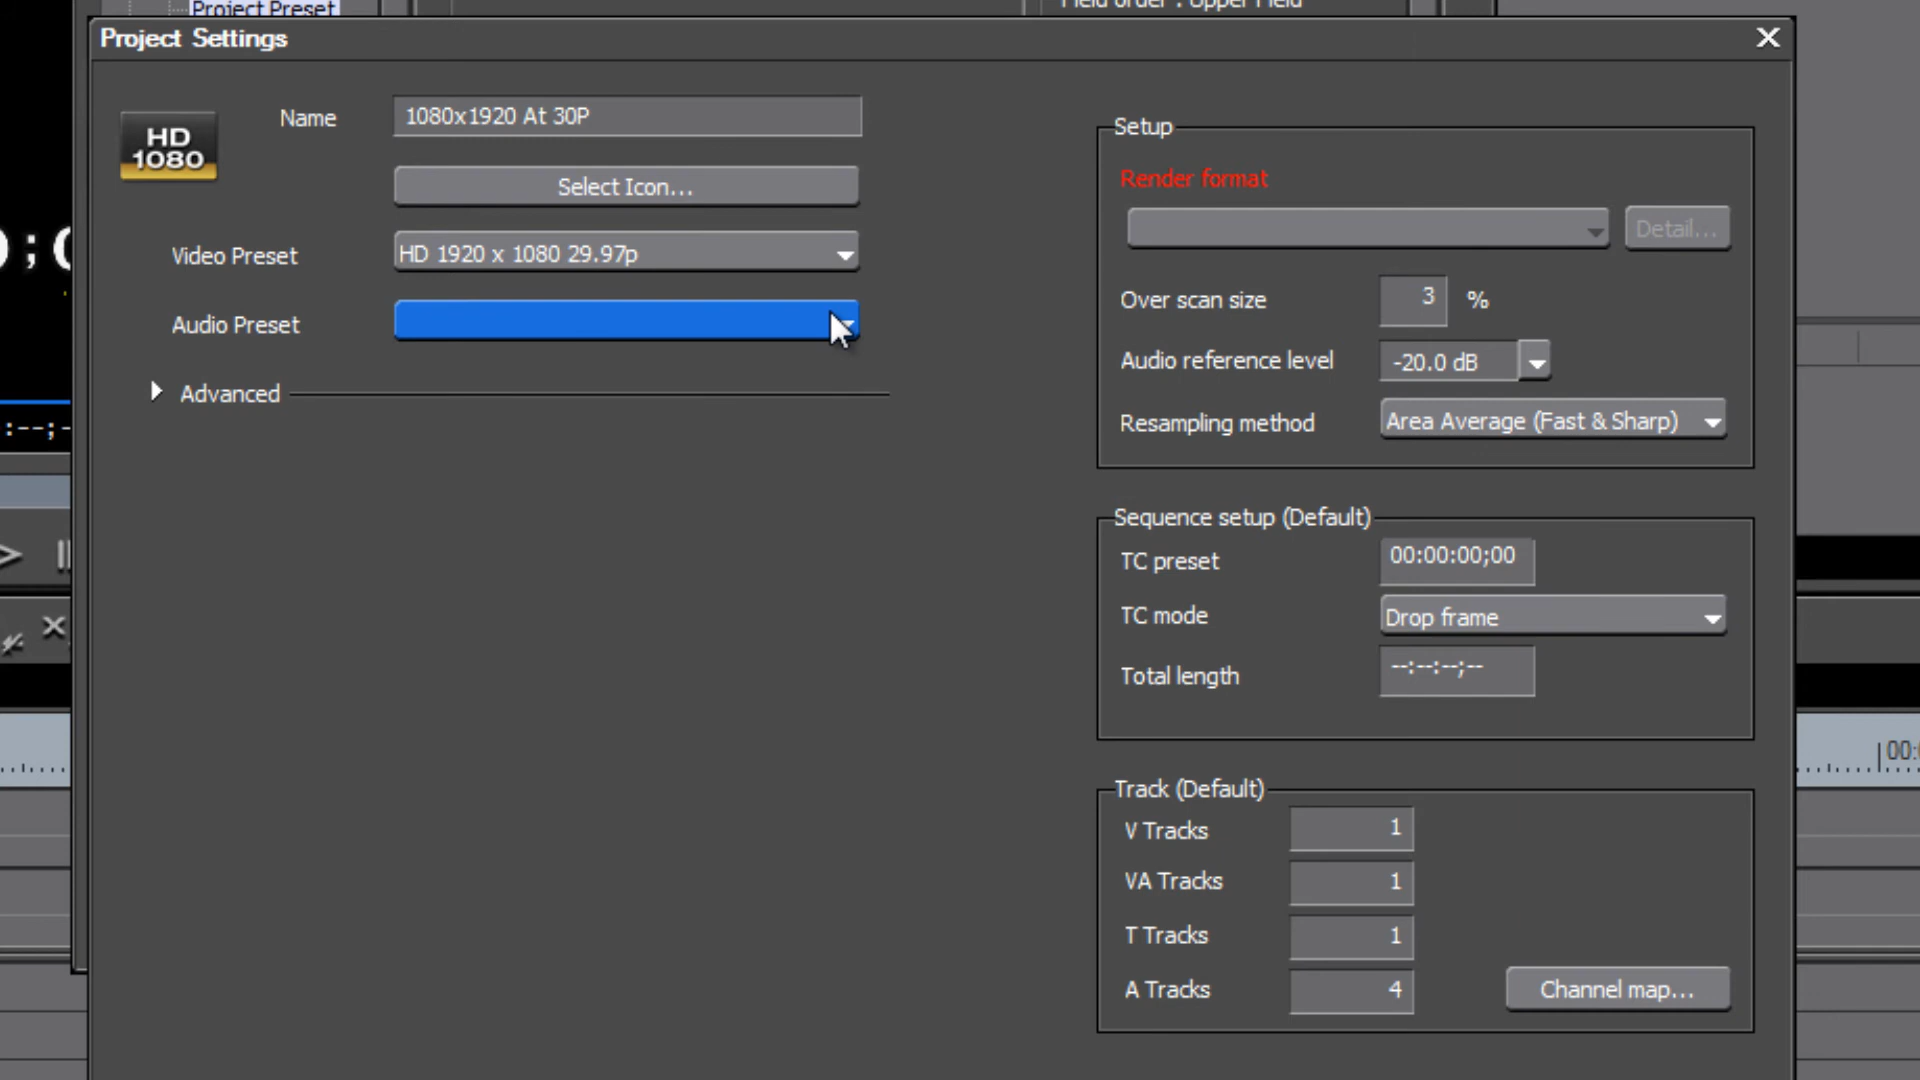 Project Preset
Project Settings
HD
1080
Name
1080x1920 At 30P
Select Icon...
Video Preset
HD 1920 x 1080 29.97p
Audio Preset
Advanced
Setup
Render format
Detail...
Over scan size
3
%
Audio reference level
-20.0 dB
Resampling method
Area Average (Fast & Sharp)
Sequence setup (Default)
TC preset
00:00:00;00
TC mode
Drop frame
Total length
--:--:--;--
Track (Default)
V Tracks
1
VA Tracks
1
T Tracks
1
A Tracks
4
Channel map...